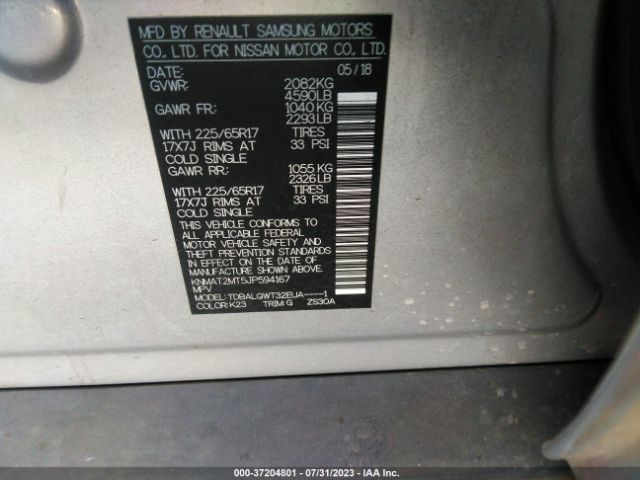 MFD BY RENAULT SAMSUNG MOTORS
CO., LTD. FOR NISSAN MOTOR CO., LTD.
DATE: 05/18
GVWR: 2082KG
4590LB
GAWR FR: 1040 KG
2293 LB
WITH 225/65R17 TIRES
17X7J RIMS AT 33 PSI
COLD SINGLE
GAWR RR: 1055 KG
2326 LB
WITH 225/65R17 TIRES
17X7J RIMS AT 33 PSI
COLD SINGLE
THIS VEHICLE CONFORMS TO
ALL APPLICABLE FEDERAL
MOTOR VEHICLE SAFETY AND
THEFT PREVENTION STANDARDS
IN EFFECT ON THE DATE OF
MANUFACTURE SHOWN ABOVE.
KNMAT2MT5JP594167
MPV
MODEL: TDBALGWT32EUA-----1
COLOR: K23 TRIM: G ZS30A
000-37204801 - 07/31/2023 - IAA Inc.